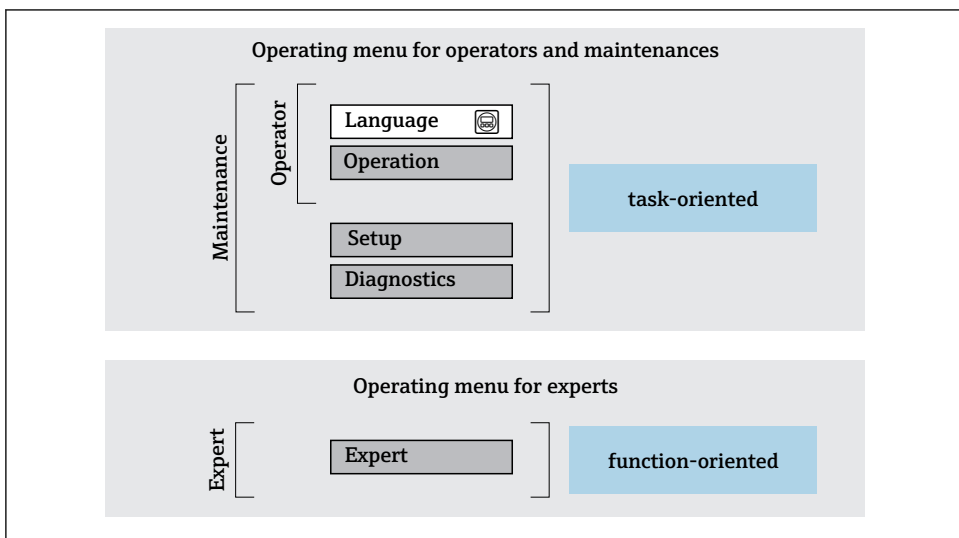 Operating menu for operators and maintenances
Maintenance
Operator
Language
Operation
Setup
Diagnostics
task-oriented
Operating menu for experts
Expert
Expert
function-oriented